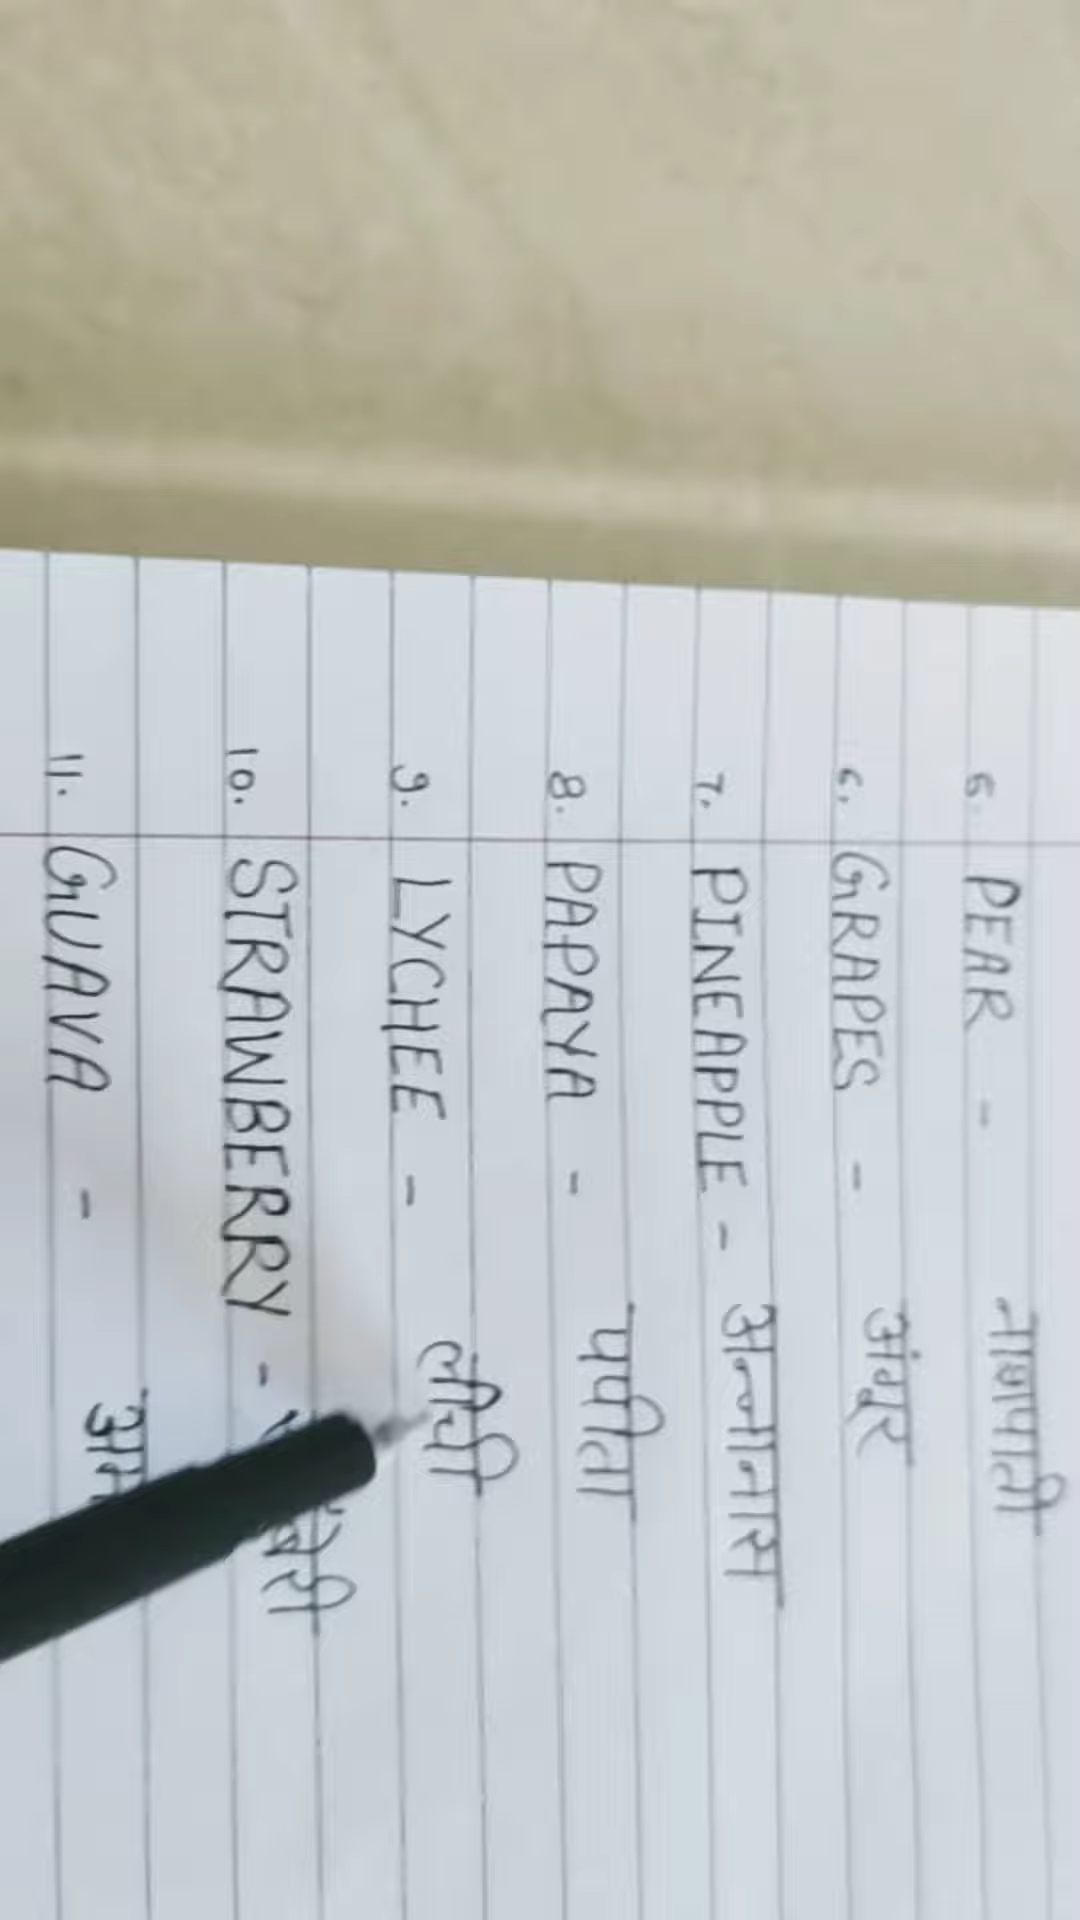 5. PEAR - नाशपाती
6. GRAPES - अंगूर
7. PINEAPPLE - अन्नानास
8. PAPAYA - पपीता
9. LYCHEE - लीची
10. STRAWBERRY -
11. GUAVA -